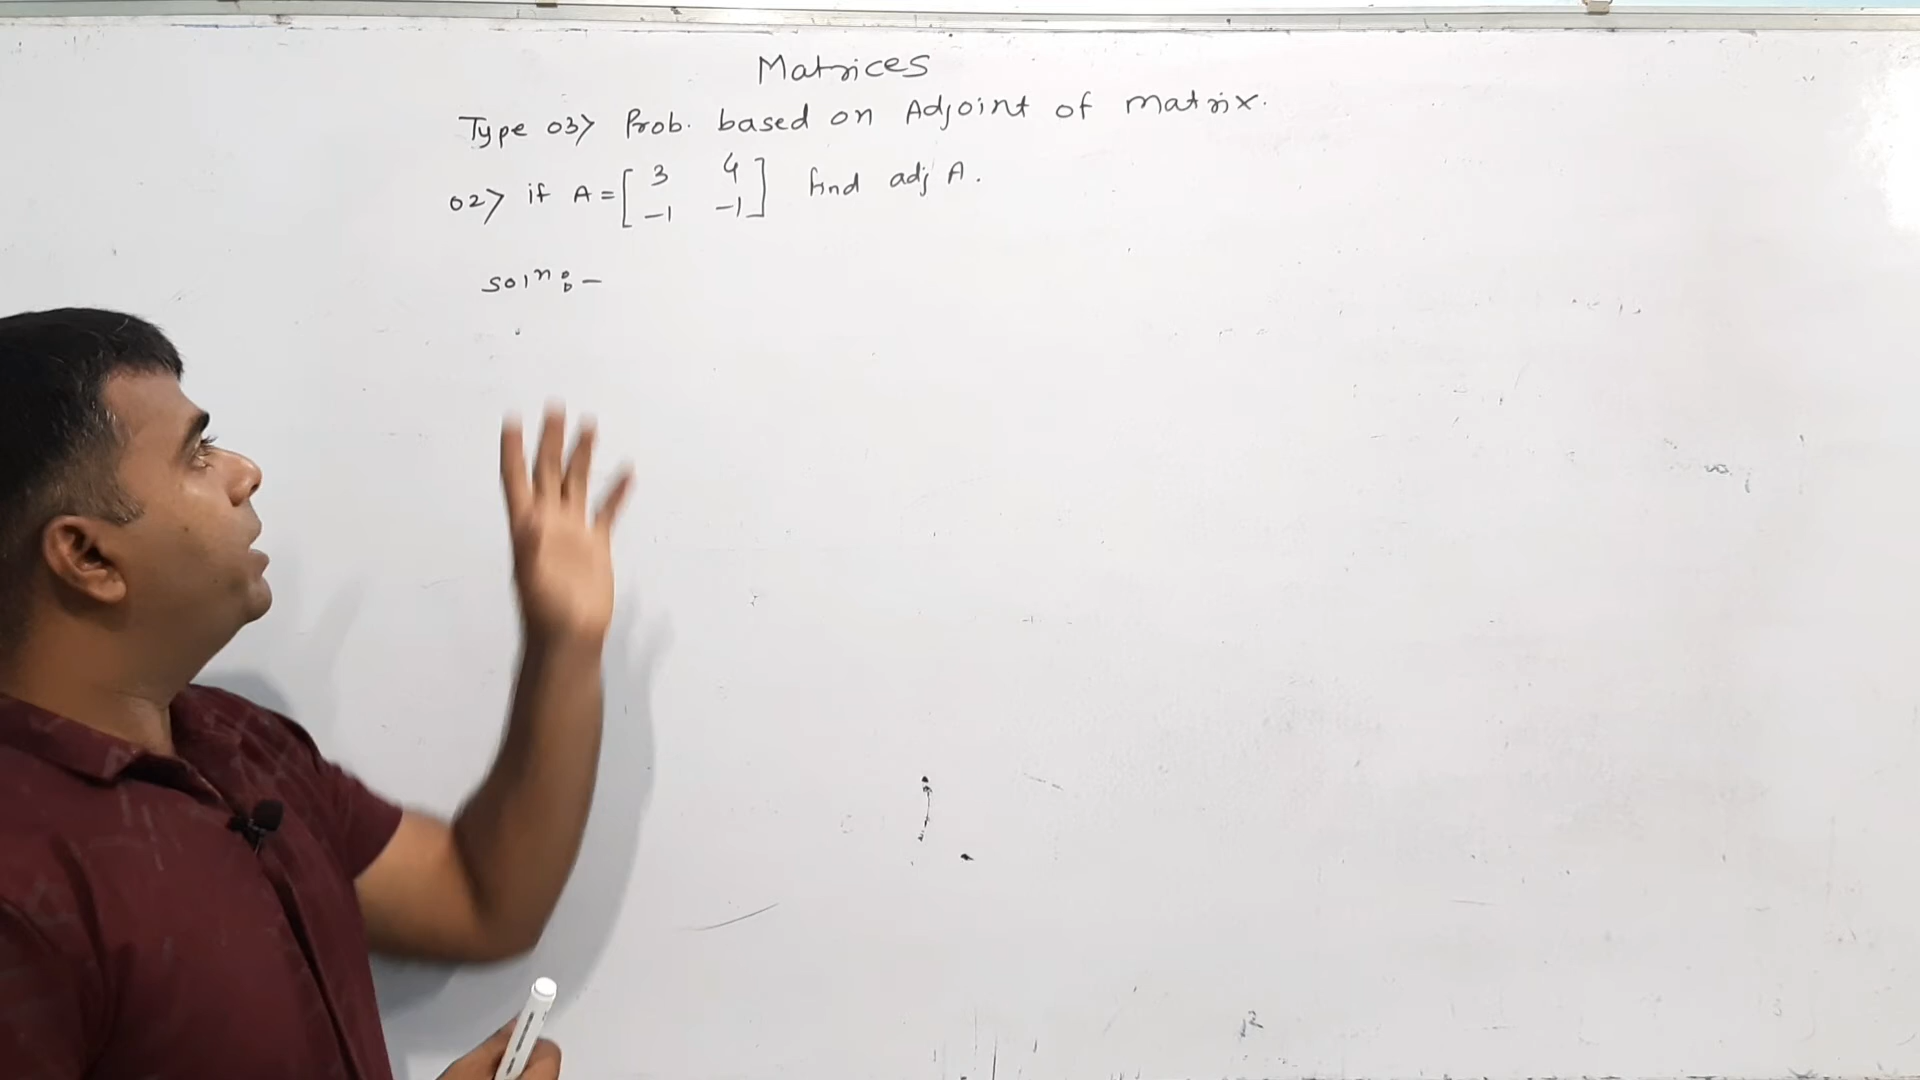 Matrices
Type 03> Prob. based on Adjoint of matrix.
02> if A = [ 3 4
-1 -1 ] find adj A.
Soln :-